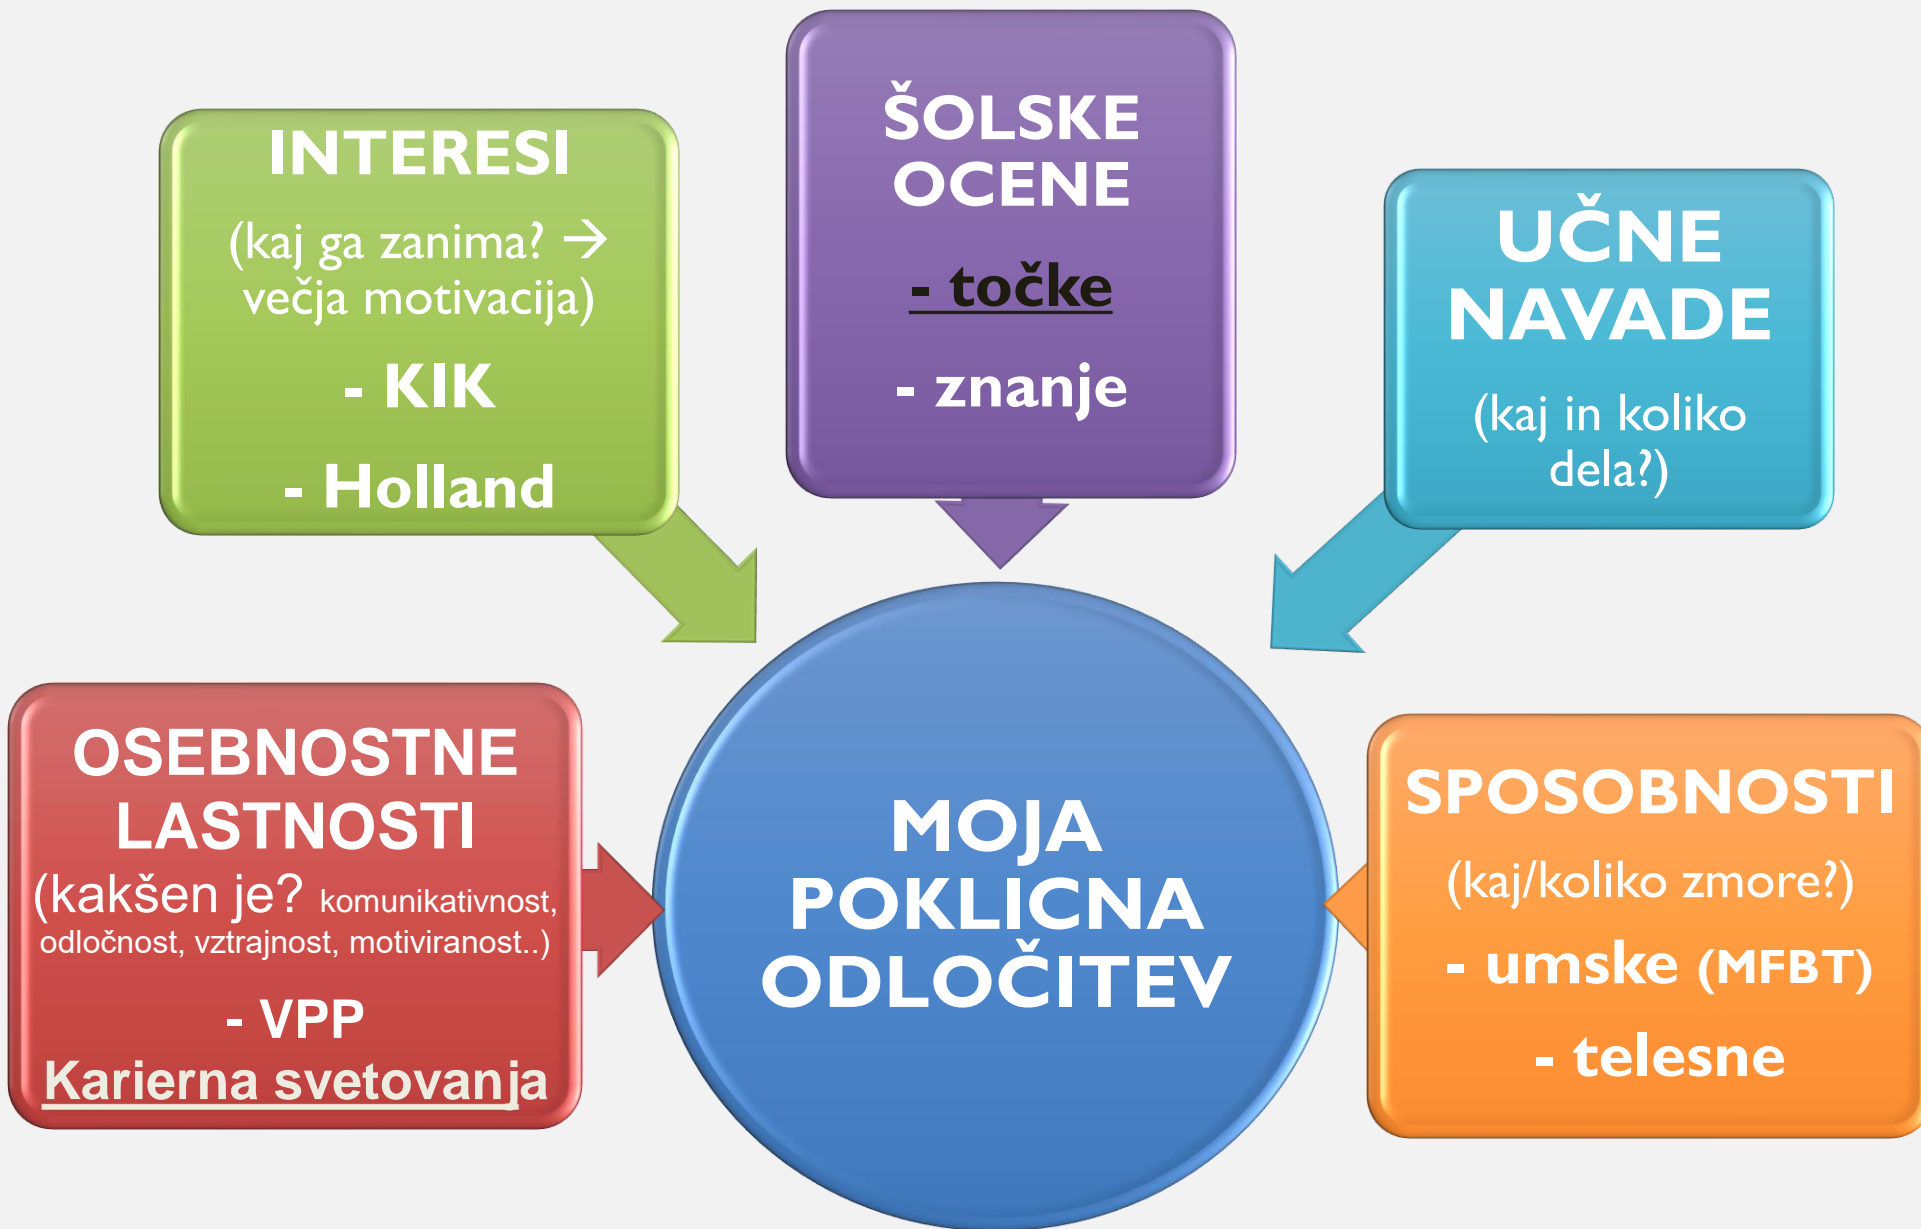 INTERESI
(kaj ga zanima? →
večja motivacija)
- KIK
- Holland
ŠOLSKE
OCENE
- točke
- znanje
UČNE
NAVADE
(kaj in koliko
dela?)
OSEBNOSTNE
LASTNOSTI
(kakšen je? komunikativnost,
odločnost, vztrajnost, motiviranost..)
- VPP
Karierna svetovanja
MOJA
POKLICNA
ODLOČITEV
SPOSOBNOSTI
(kaj/koliko zmore?)
- umske (MFBT)
- telesne